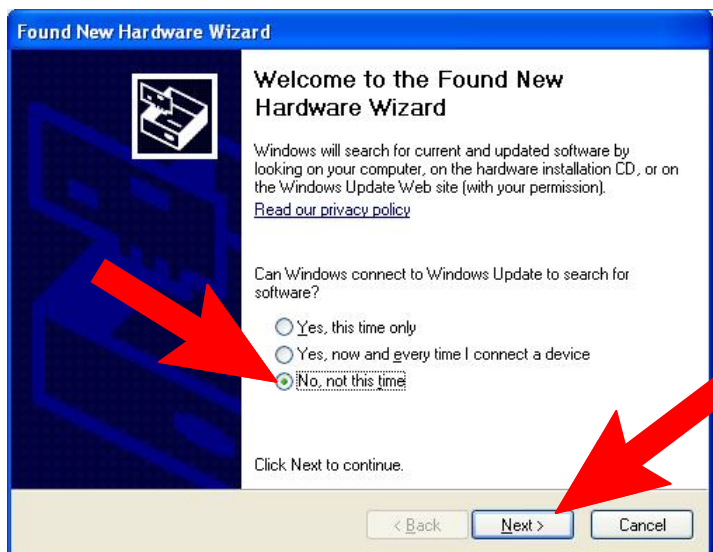 Found New Hardware Wizard
Welcome to the Found New
Hardware Wizard
Windows will search for current and updated software by
looking on your computer, on the hardware installation CD, or on
the Windows Update Web site (with your permission).
Read our privacy policy
Can Windows connect to Windows Update to search for
software?
Yes, this time only
Yes, now and every time I connect a device
No, not this time
Click Next to continue.
< Back
Next >
Cancel